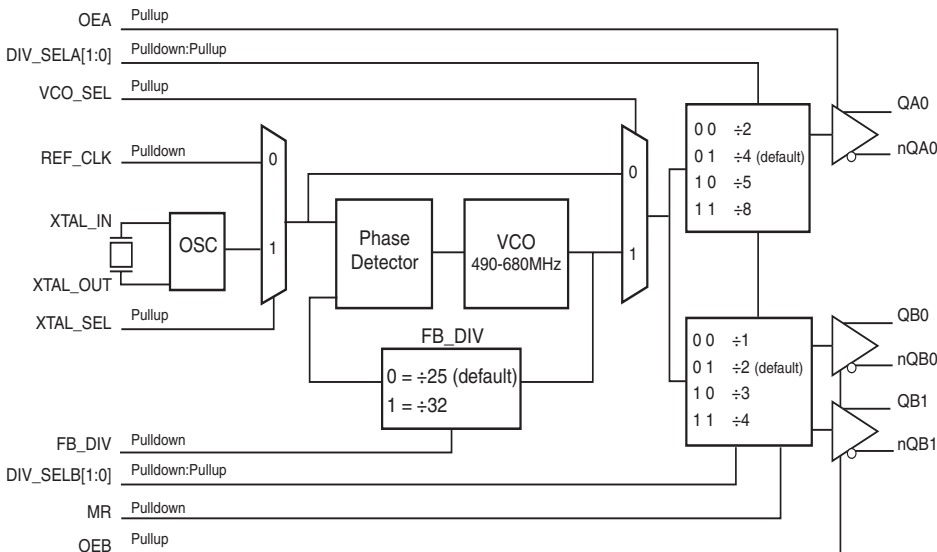 OEA Pullup
DIV_SELA[1:0] Pulldown:Pullup
VCO_SEL Pullup
REF_CLK Pulldown
XTAL_IN
XTAL_OUT
OSC
XTAL_SEL Pullup
0
1
Phase
Detector
VCO
490-680MHz
0
1
FB_DIV
0 = ÷25 (default)
1 = ÷32
0 0 ÷2
0 1 ÷4 (default)
1 0 ÷5
1 1 ÷8
QA0
nQA0
0 0 ÷1
0 1 ÷2 (default)
1 0 ÷3
1 1 ÷4
QB0
nQB0
QB1
nQB1
FB_DIV Pulldown
DIV_SELB[1:0] Pulldown:Pullup
MR Pulldown
OEB Pullup